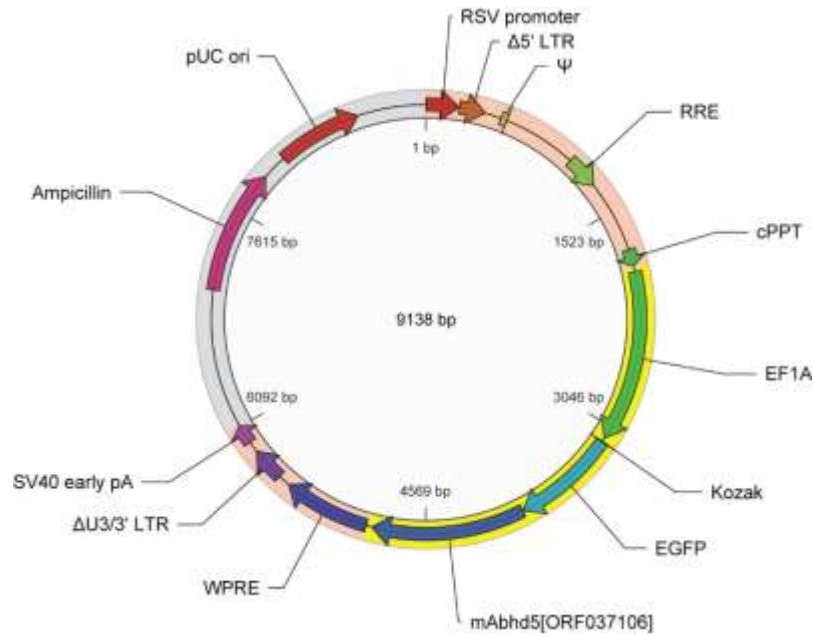 RSV promoter
Δ5' LTR
Ψ
pUC ori
RRE
1 bp
Ampicillin
7615 bp
1523 bp
cPPT
9138 bp
EF1A
6092 bp
3046 bp
SV40 early pA
4569 bp
Kozak
ΔU3/3' LTR
EGFP
WPRE
mAbhd5[ORF037106]